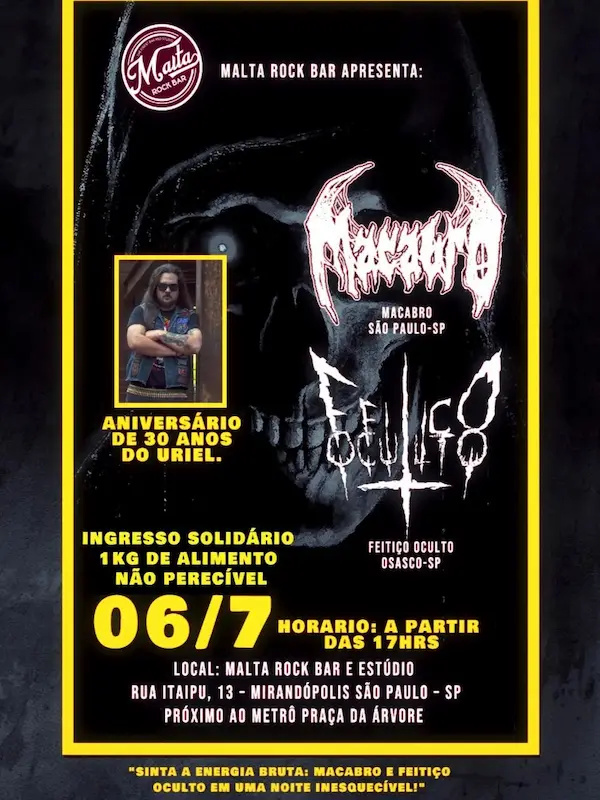 Malta
ROCK BAR
MALTA ROCK BAR APRESENTA:
Macabro
MACABRO
SÃO PAULO-SP
FEITIÇO
OCULTO
FEITIÇO OCULTO
OSASCO-SP
ANIVERSÁRIO
DE 30 ANOS
DO URIEL.
INGRESSO SOLIDÁRIO
1KG DE ALIMENTO
NÃO PERECÍVEL
06/7
HORARIO: A PARTIR
DAS 17HRS
LOCAL: MALTA ROCK BAR E ESTÚDIO
RUA ITAIPU, 13 - MIRANDÓPOLIS SÃO PAULO - SP
PRÓXIMO AO METRÔ PRAÇA DA ÁRVORE
"SINTA A ENERGIA BRUTA: MACABRO E FEITIÇO
OCULTO EM UMA NOITE INESQUECÍVEL!"